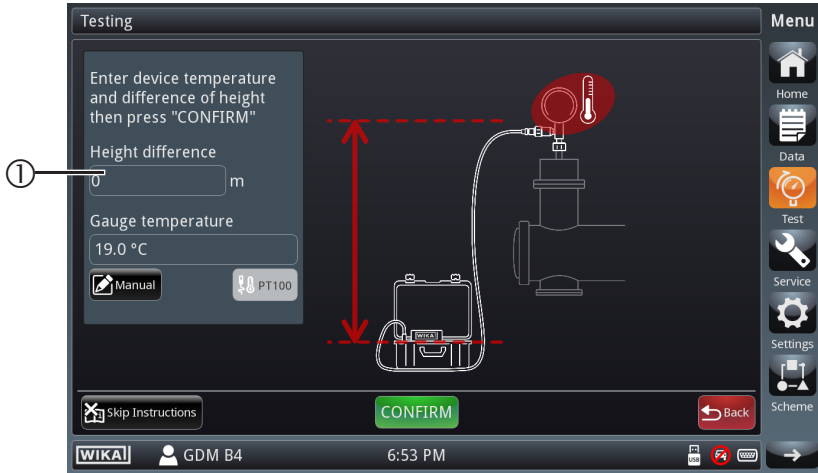 Testing
Menu
①
Enter device temperature
and difference of height
then press "CONFIRM"
Height difference
0 m
Gauge temperature
19.0 °C
Manual
PT100
WIKA
Home
Data
Test
Service
Settings
Scheme
Skip Instructions
CONFIRM
Back
WIKA
GDM B4
6:53 PM
USB